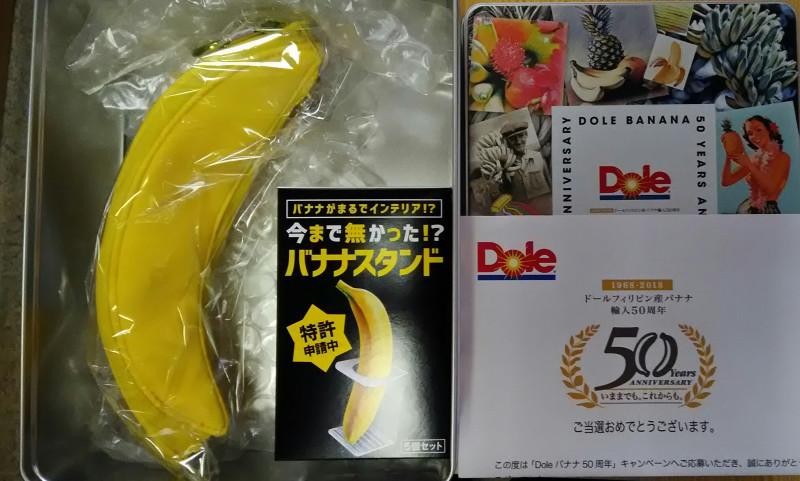 バナナがまるでインテリア!?
今まで無かった!?
バナナスタンド
特許
申請中
5個セット
ANNIVERSARY DOLE BANANA 50 YEARS AN
Dole
Dole
1968-2018
ドールフィリピン産バナナ
輸入50周年
50
Years
ANNIVERSARY
いままでも、これからも。
ご当選おめでとうございます。
この度は「Dole バナナ 50 周年」キャンペーンへご応募いただき、誠にありがと